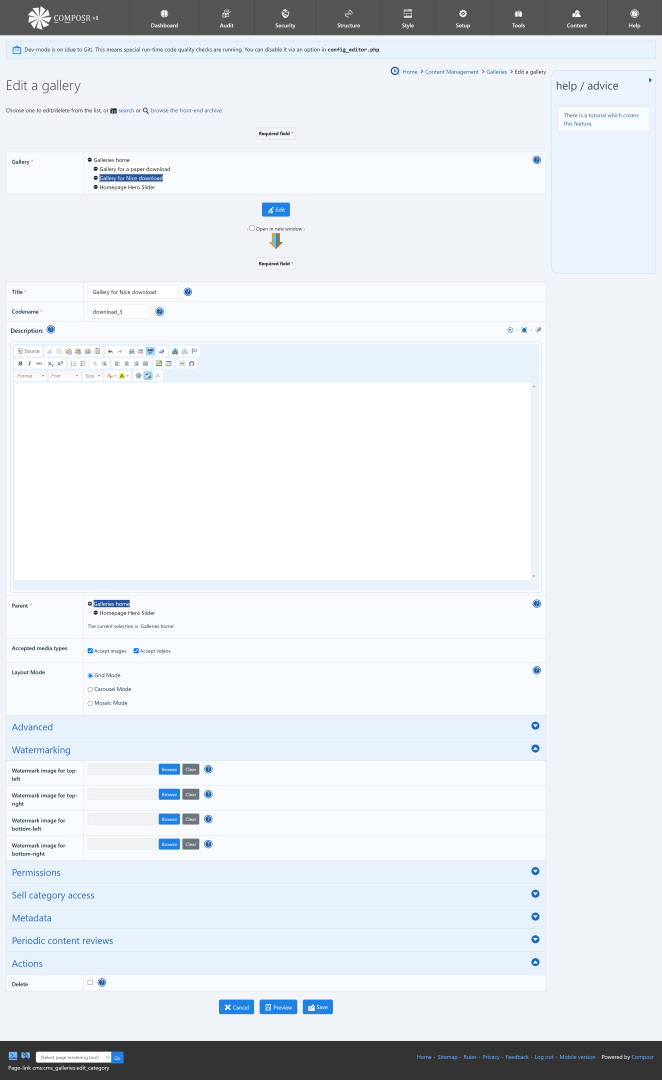 COMPOSR v11
Dashboard
Audit
Security
Structure
Style
Setup
Tools
Content
Help
Dev-mode is on (due to Git). This means special run-time code quality checks are running. You can disable it via an option in config_editor.php.
Home > Content Management > Galleries > Edit a gallery
Edit a gallery
help / advice
There is a tutorial which covers
this feature.
Choose one to edit/delete from the list, or search or browse the front-end archive.
Required field *
Gallery *
Galleries home
Gallery for a paper download
Gallery for Nice download
Homepage Hero Slider
Edit
( Open in new window )
Required field *
Title *
Gallery for Nice download
Codename *
download_3
Description:
Source
Format
Font
Size
Parent *
Galleries home
Homepage Hero Slider
The current selection is 'Galleries home'.
Accepted media types
Accept images
Accept videos
Layout Mode
Grid Mode
Carousel Mode
Mosaic Mode
Advanced
Watermarking
Watermark image for top-
left
Browse
Clear
Watermark image for top-
right
Browse
Clear
Watermark image for
bottom-left
Browse
Clear
Watermark image for
bottom-right
Browse
Clear
Permissions
Sell category access
Metadata
Periodic content reviews
Actions
Delete
Cancel
Preview
Save
(Select page rendering tool)
Go
Home · Sitemap · Rules · Privacy · Feedback · Log out · Mobile version · Powered by Composr
Page-link cms:cms_galleries:edit_category